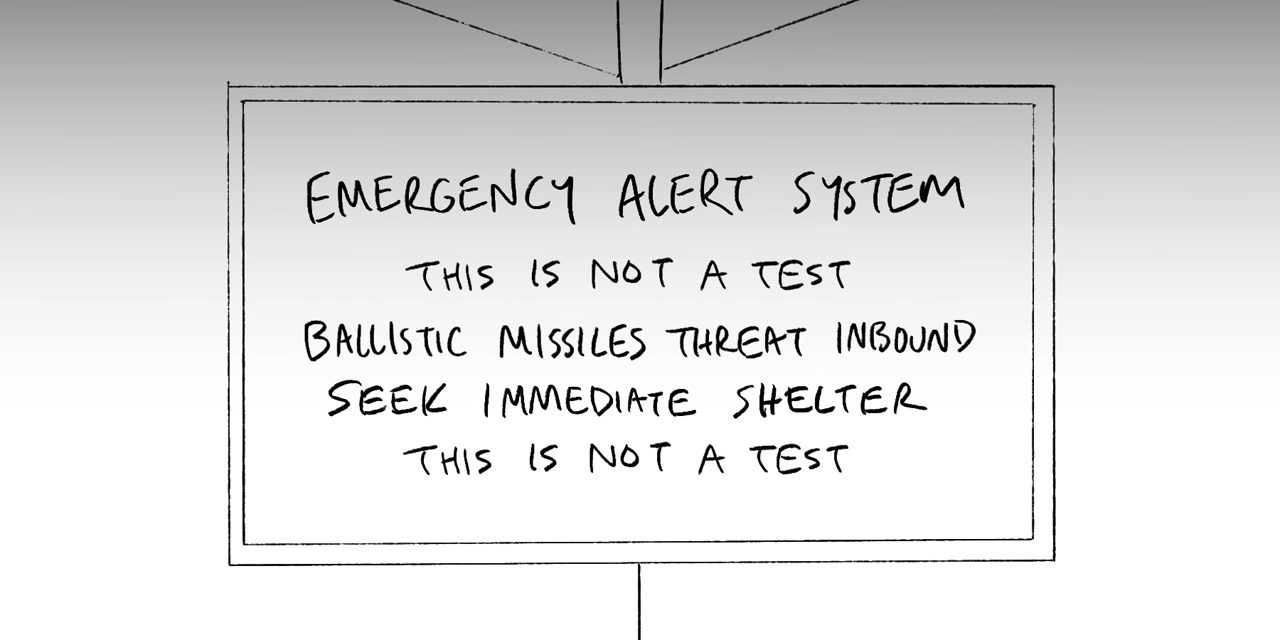 EMERGENCY ALERT SYSTEM
THIS IS NOT A TEST
BALLISTIC MISSILES THREAT INBOUND
SEEK IMMEDIATE SHELTER
THIS IS NOT A TEST